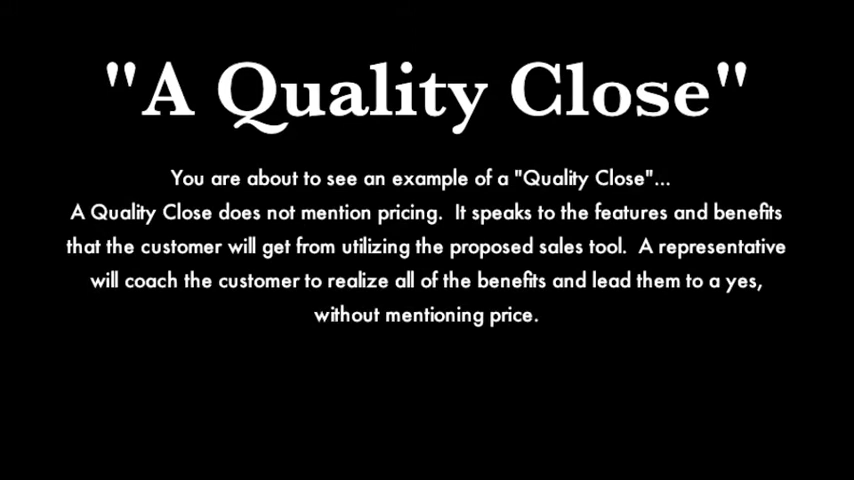 "A Quality Close"
You are about to see an example of a "Quality Close"...
A Quality Close does not mention pricing.  It speaks to the features and benefits
that the customer will get from utilizing the proposed sales tool.  A representative
will coach the customer to realize all of the benefits and lead them to a yes,
without mentioning price.